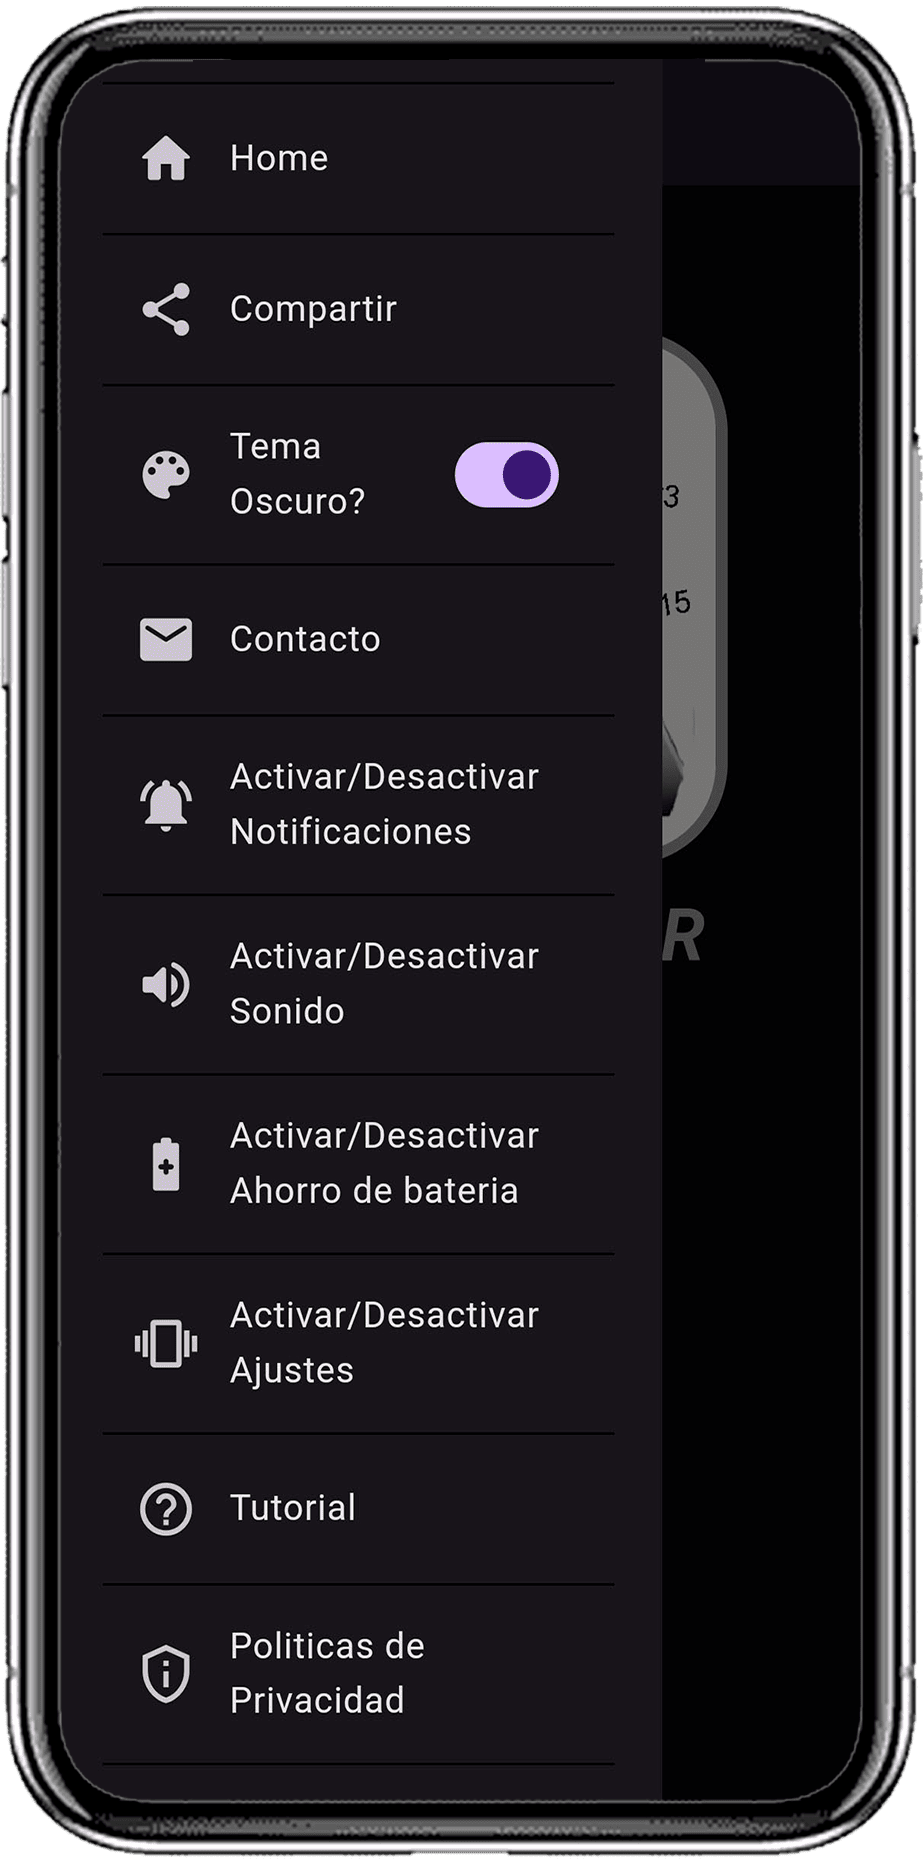 Home
Compartir
Tema
Oscuro?
Contacto
Activar/Desactivar
Notificaciones
Activar/Desactivar
Sonido
Activar/Desactivar
Ahorro de bateria
Activar/Desactivar
Ajustes
Tutorial
Politicas de
Privacidad
3
15
R